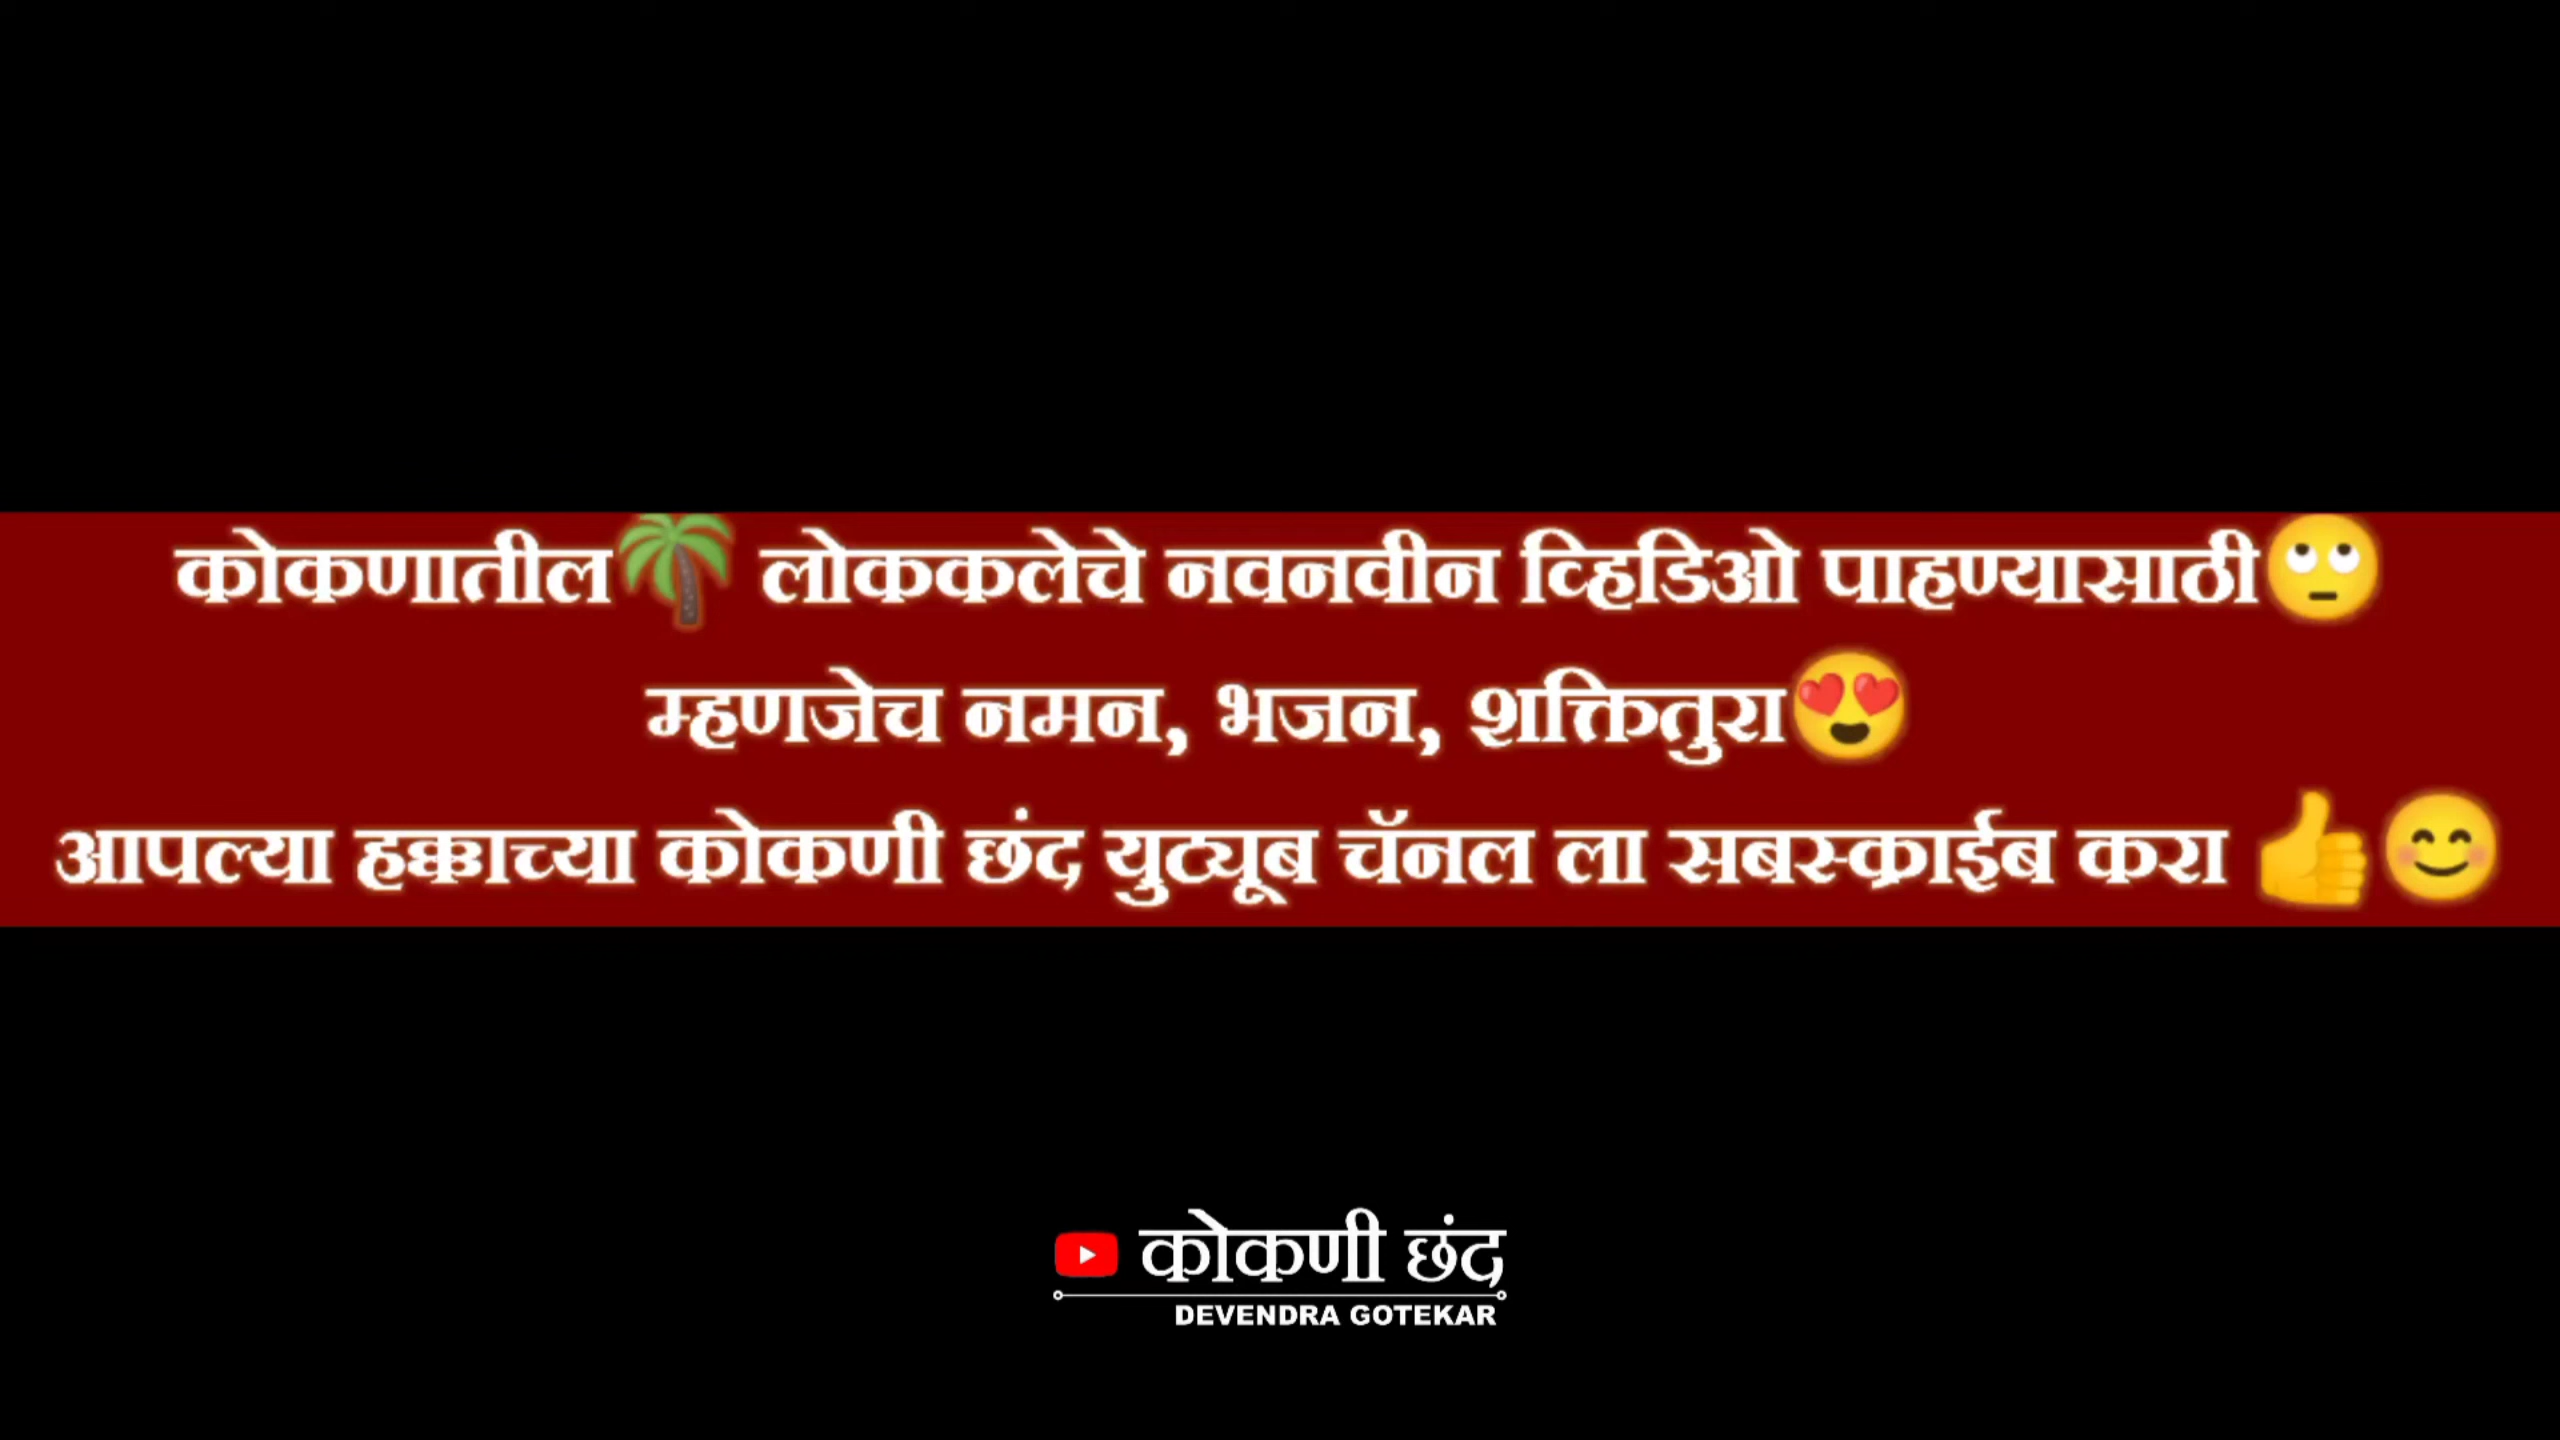 कोकणातील🌴 लोककलेचे नवनवीन व्हिडिओ पाहण्यासाठी🙄
म्हणजेच नमन, भजन, शक्तितुरा😍
आपल्या हक्काच्या कोकणी छंद युट्यूब चॅनल ला सबस्क्राईब करा 👍😊
कोकणी छंद
DEVENDRA GOTEKAR